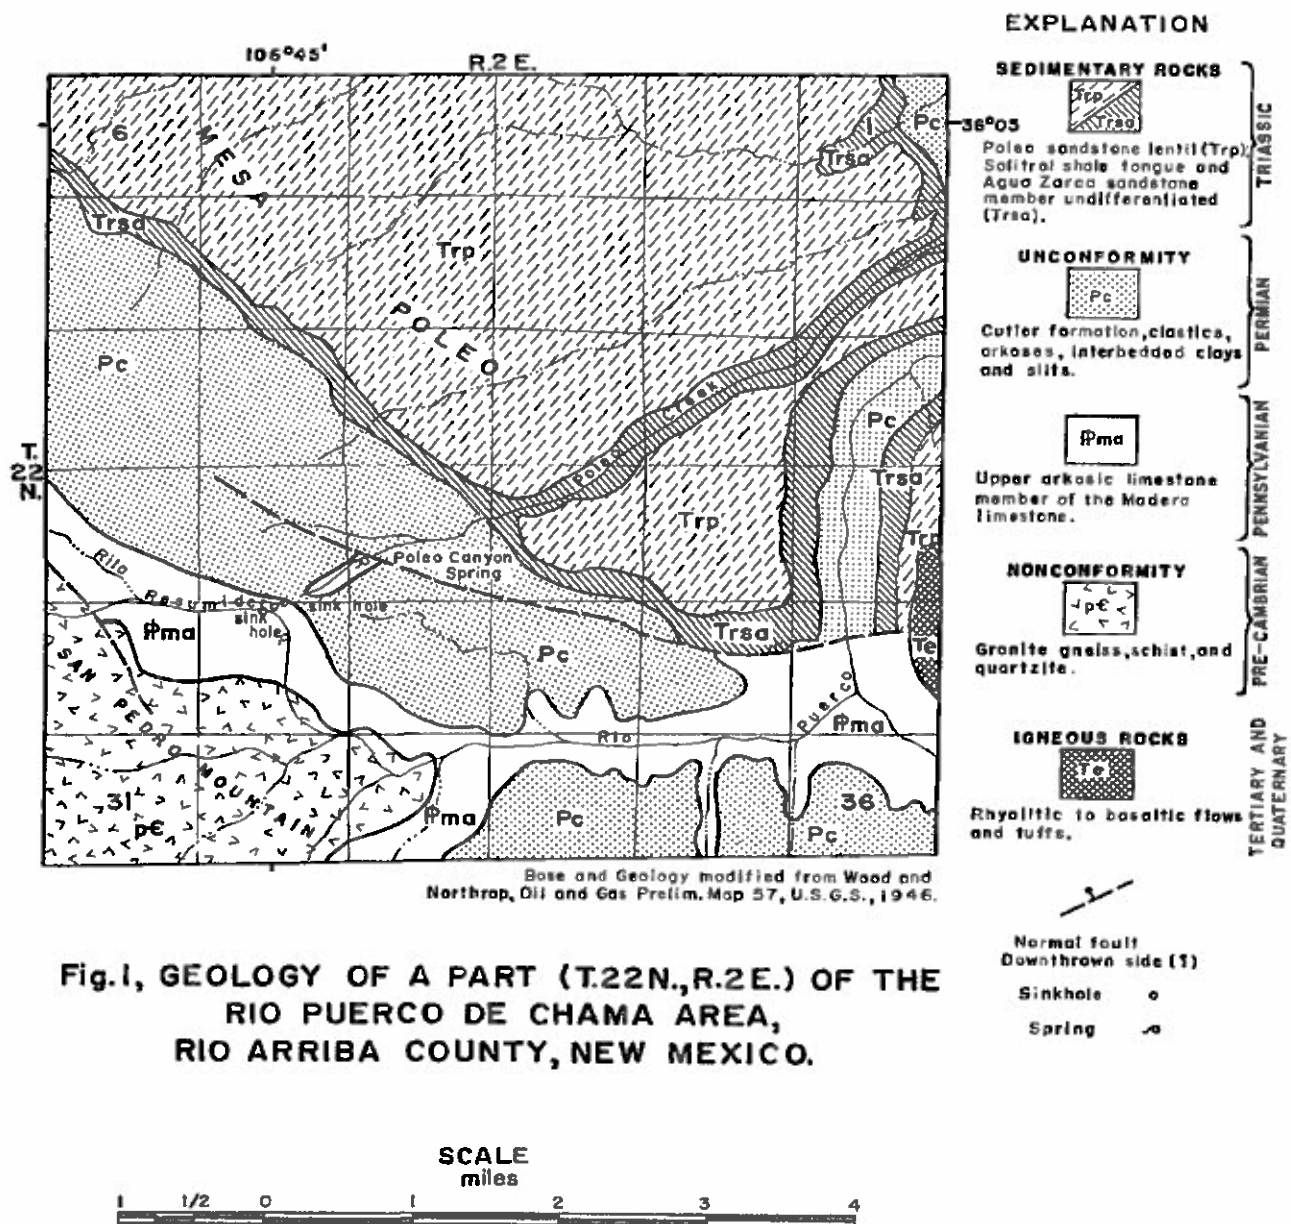 106°45'
R.2E.
36°05
T.
22
N.
6
MESA
POLEO
Trp
1
Pc
Trsa
Trsa
Pc
Poleo Creek
Pc
Trsa
Trp
Trp
Poleo Canyon
Spring
Rito
Resumidero
sink hole
sink
hole
Pma
Trsa
Te
Pc
SAN PEDRO MOUNTAIN
Rio
Puerco
Pma
31
p€
Pma
Pc
36
Pc
Base and Geology modified from Wood and
Northrop, Oil and Gas Prelim. Map 57, U.S.G.S., 1946.
EXPLANATION
SEDIMENTARY ROCKS
Trp
Trsa
Poleo sandstone lentil (Trp)
Salitral shale tongue and
Agua Zarca sandstone
member undifferentiated
(Trsa).
TRIASSIC
UNCONFORMITY
Pc
Cutler formation, clastics,
arkoses, interbedded clays
and silts.
PERMIAN
Pma
Upper arkosic limestone
member of the Madera
limestone.
PENNSYLVANIAN
NONCONFORMITY
p€
Granite gneiss, schist, and
quartzite.
PRE-CAMBRIAN
IGNEOUS ROCKS
Te
Rhyolitic to basaltic flows
and tuffs.
TERTIARY AND
QUATERNARY
Normal fault
Downthrown side (T)
Sinkhole
Spring
Fig.1, GEOLOGY OF A PART (T.22N.,R.2E.) OF THE
RIO PUERCO DE CHAMA AREA,
RIO ARRIBA COUNTY, NEW MEXICO.
SCALE
miles
1 1/2 0 1 2 3 4